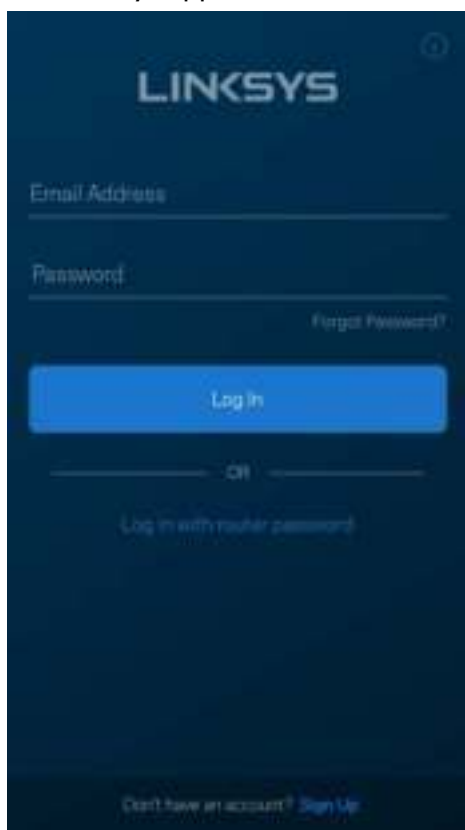 LINKSYS
Email Address
Password
Forgot Password?
Log In
OR
Log in with router password
Don't have an account? Sign Up